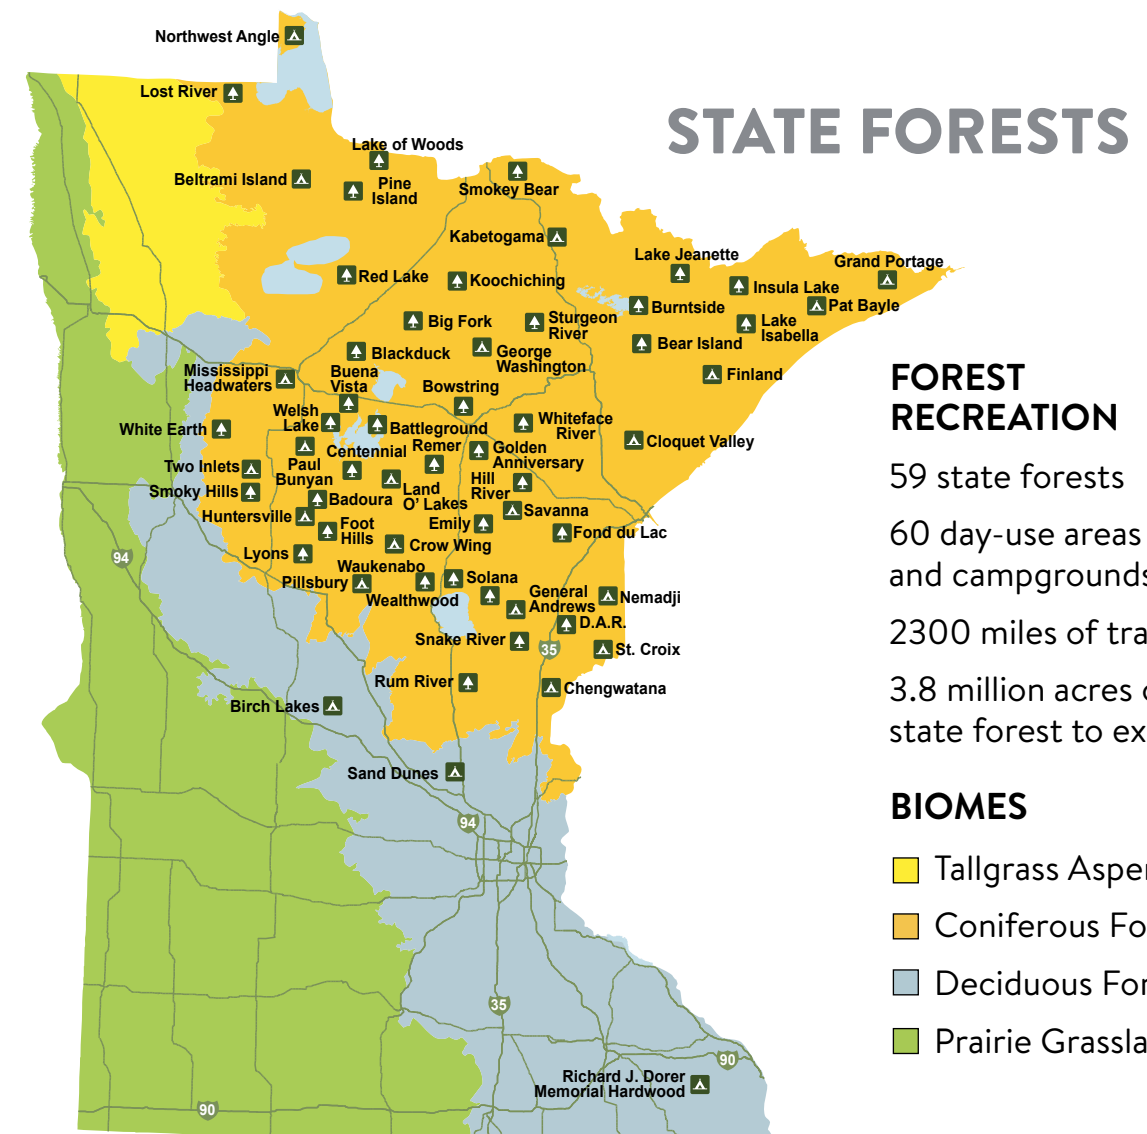 Northwest Angle
Lost River
STATE FORESTS
Lake of Woods
Beltrami Island
Pine
Island
Smokey Bear
Kabetogama
Lake Jeanette
Grand Portage
Red Lake
Koochiching
Insula Lake
Burntside
Pat Bayle
Big Fork
Sturgeon
River
Lake
Isabella
Bear Island
Blackduck
George
Washington
Mississippi
Headwaters
Buena
Vista
Bowstring
Finland
Welsh
Lake
White Earth
Battleground
Whiteface
River
Cloquet Valley
Centennial
Remer
Golden
Anniversary
Two Inlets
Paul
Bunyan
Hill
River
Smoky Hills
Badoura
Land
O' Lakes
Savanna
Huntersville
Foot
Hills
Emily
Fond du Lac
Lyons
Crow Wing
94
Waukenabo
Pillsbury
Wealthwood
Solana
General
Andrews
Nemadji
D.A.R.
Snake River
35
St. Croix
Rum River
Chengwatana
Birch Lakes
Sand Dunes
94
35
90
Richard J. Dorer
Memorial Hardwood
90
FOREST
RECREATION
59 state forests
60 day-use areas
and campgrounds
2300 miles of tra
3.8 million acres
state forest to ex
BIOMES
Tallgrass Aspe
Coniferous Fo
Deciduous For
Prairie Grassla